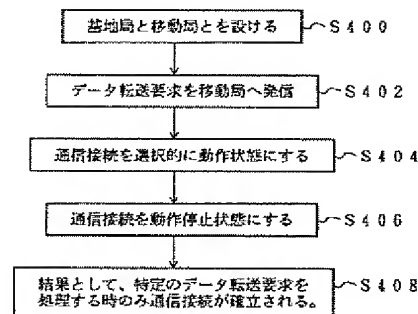 基地局と移動局とを設ける S400
データ転送要求を移動局へ発信 S402
通信接続を選択的に動作状態にする S404
通信接続を動作停止状態にする S406
結果として、特定のデータ転送要求を
処理する時のみ通信接続が確立される。 S408